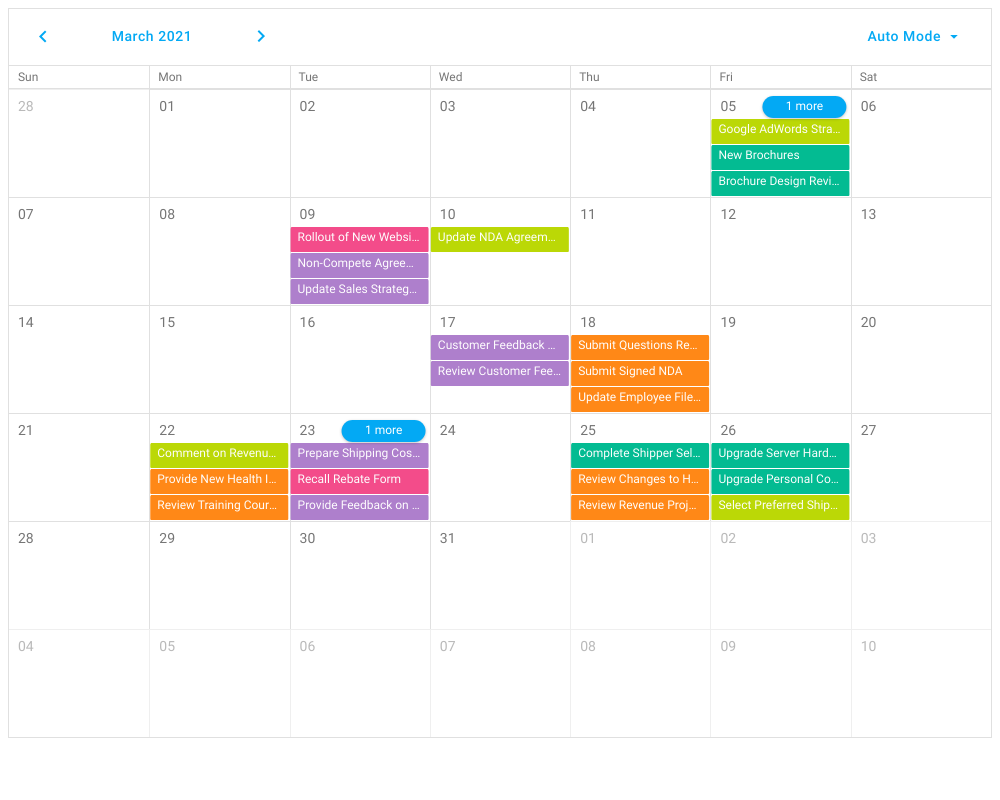 March 2021
Auto Mode
Sun Mon Tue Wed Thu Fri Sat
28 01 02 03 04 05 1 more 06
Google AdWords Stra...
New Brochures
Brochure Design Revi...
07 08 09 10 11 12 13
Rollout of New Websi... Update NDA Agreem...
Non-Compete Agree...
Update Sales Strateg...
14 15 16 17 18 19 20
Customer Feedback ... Submit Questions Re...
Review Customer Fee... Submit Signed NDA
Update Employee File...
21 22 23 1 more 24 25 26 27
Comment on Revenu... Prepare Shipping Cos... Complete Shipper Sel... Upgrade Server Hard...
Provide New Health I... Recall Rebate Form Review Changes to H... Upgrade Personal Co...
Review Training Cour... Provide Feedback on ... Review Revenue Proj... Select Preferred Ship...
28 29 30 31 01 02 03
04 05 06 07 08 09 10